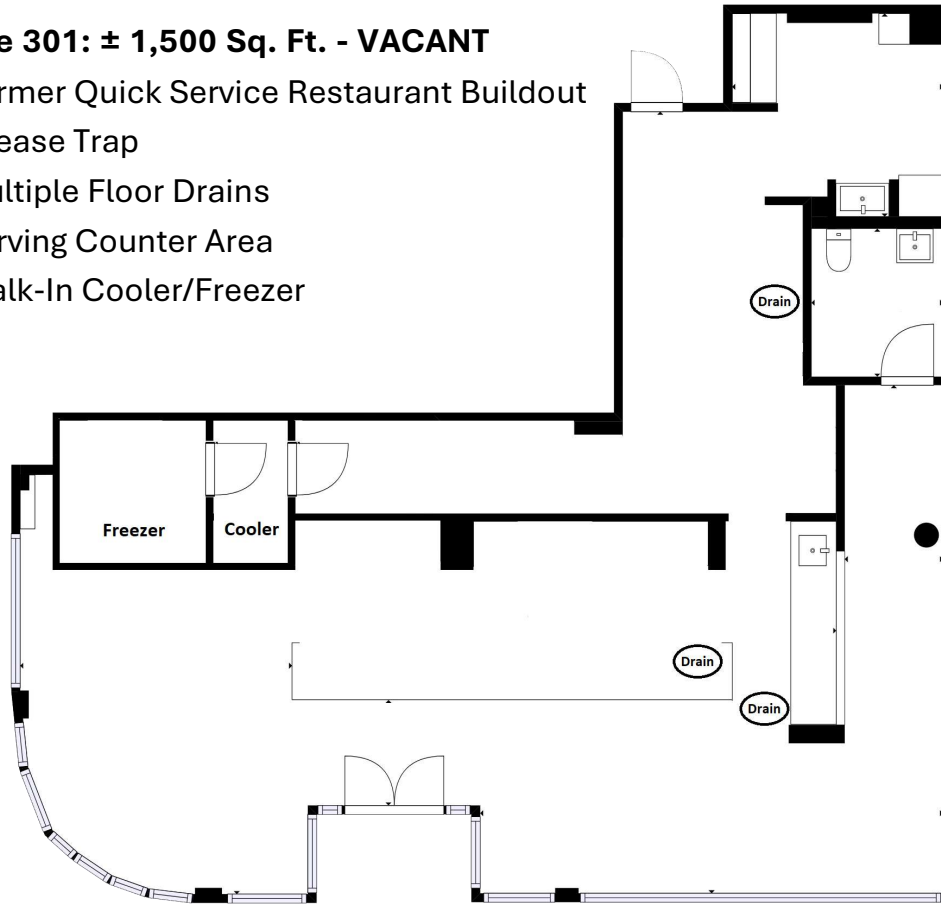 e 301: ± 1,500 Sq. Ft. - VACANT
rmer Quick Service Restaurant Buildout
ease Trap
ultiple Floor Drains
rving Counter Area
alk-In Cooler/Freezer
Drain
Freezer
Cooler
Drain
Drain